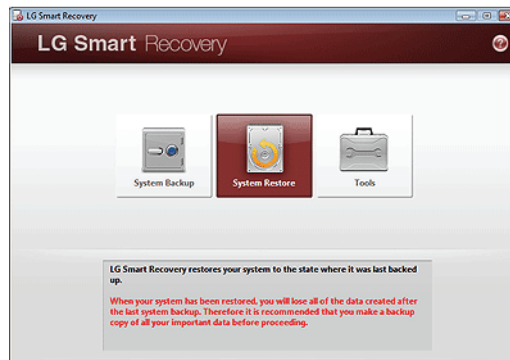 LG Smart Recovery
LG Smart Recovery
?
System Backup
System Restore
Tools
LG Smart Recovery restores your system to the state where it was last backed
up.
When your system has been restored, you will lose all of the data created after
the last system backup. Therefore it is recommended that you make a backup
copy of all your important data before proceeding.